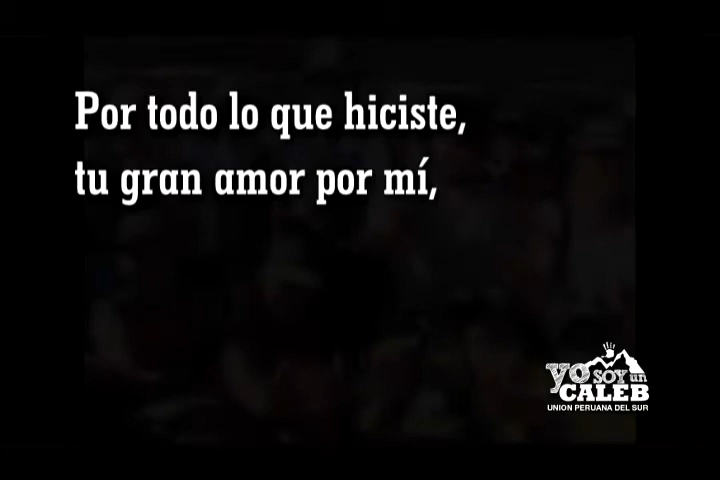 Por todo lo que hiciste,
tu gran amor por mí,
yo SOY un
CALEB
UNION PERUANA DEL SUR